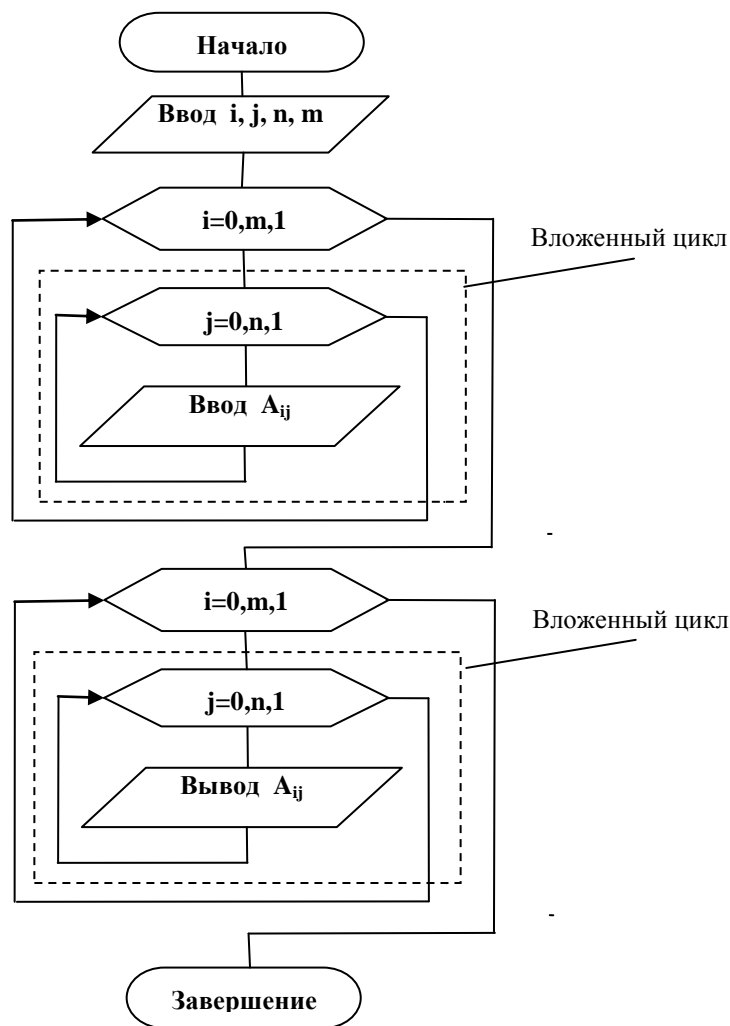 Начало
Ввод i, j, n, m
i=0,m,1
Вложенный цикл
j=0,n,1
Ввод Aij
-
i=0,m,1
Вложенный цикл
j=0,n,1
Вывод Aij
-
Завершение